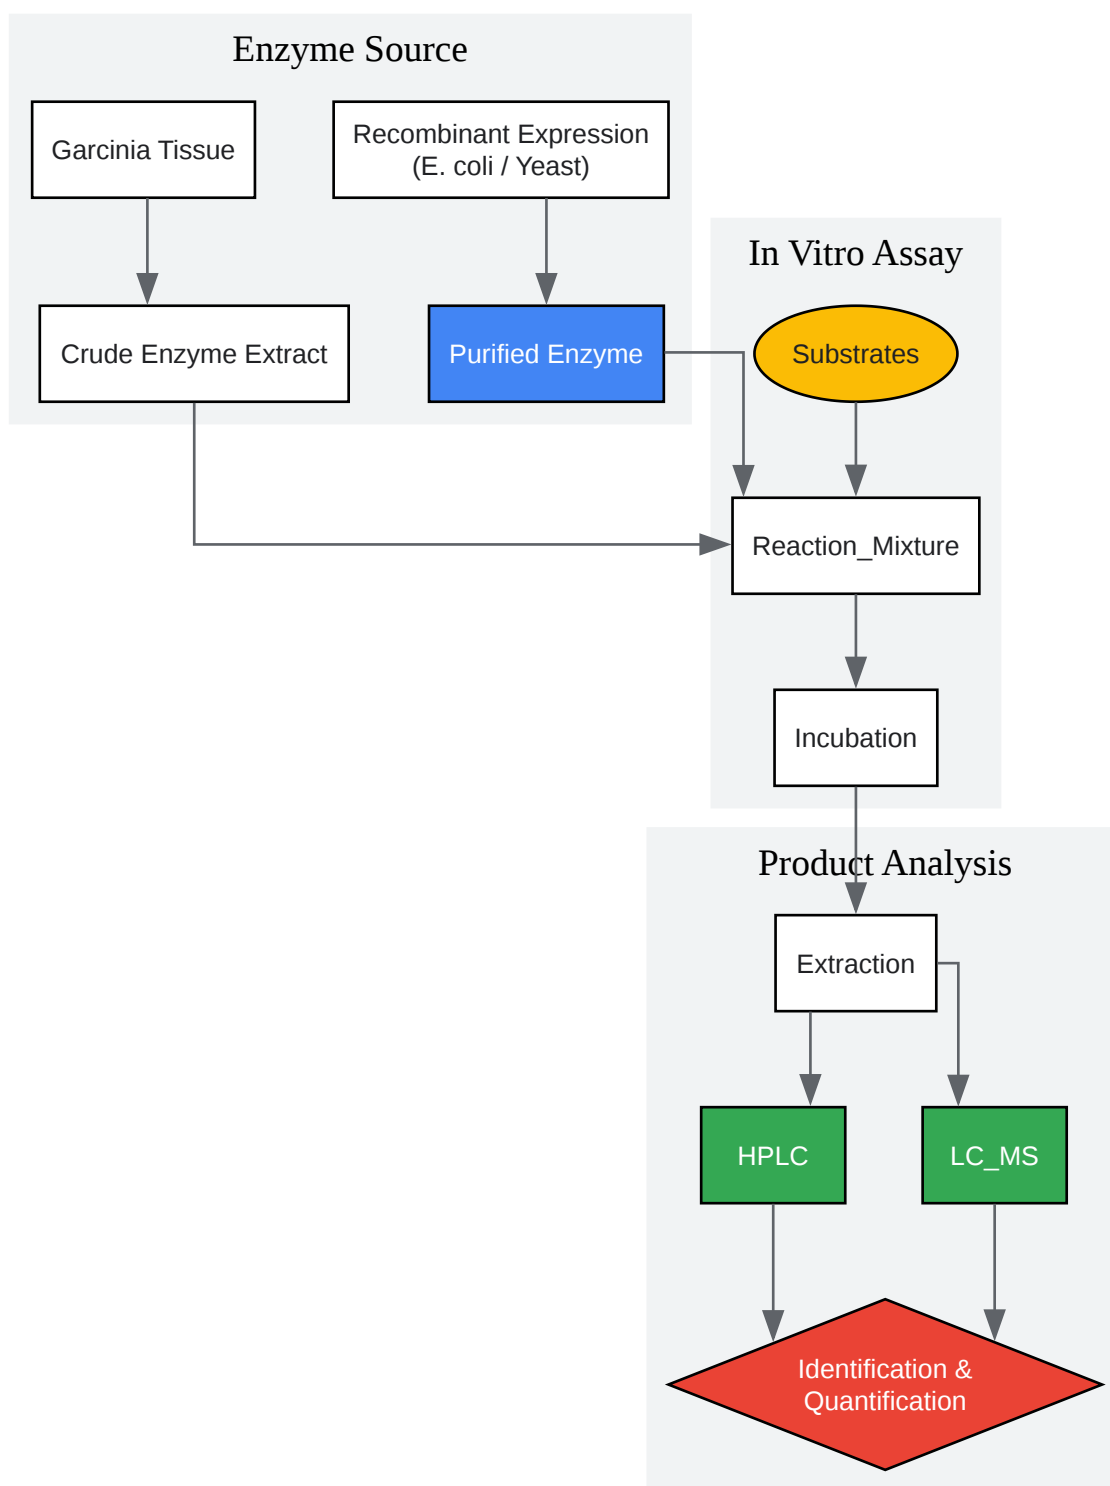 Enzyme Source
Garcinia Tissue
Recombinant Expression
(E. coli / Yeast)
Crude Enzyme Extract
Purified Enzyme
In Vitro Assay
Substrates
Reaction_Mixture
Incubation
Product Analysis
Extraction
HPLC
LC_MS
Identification &
Quantification